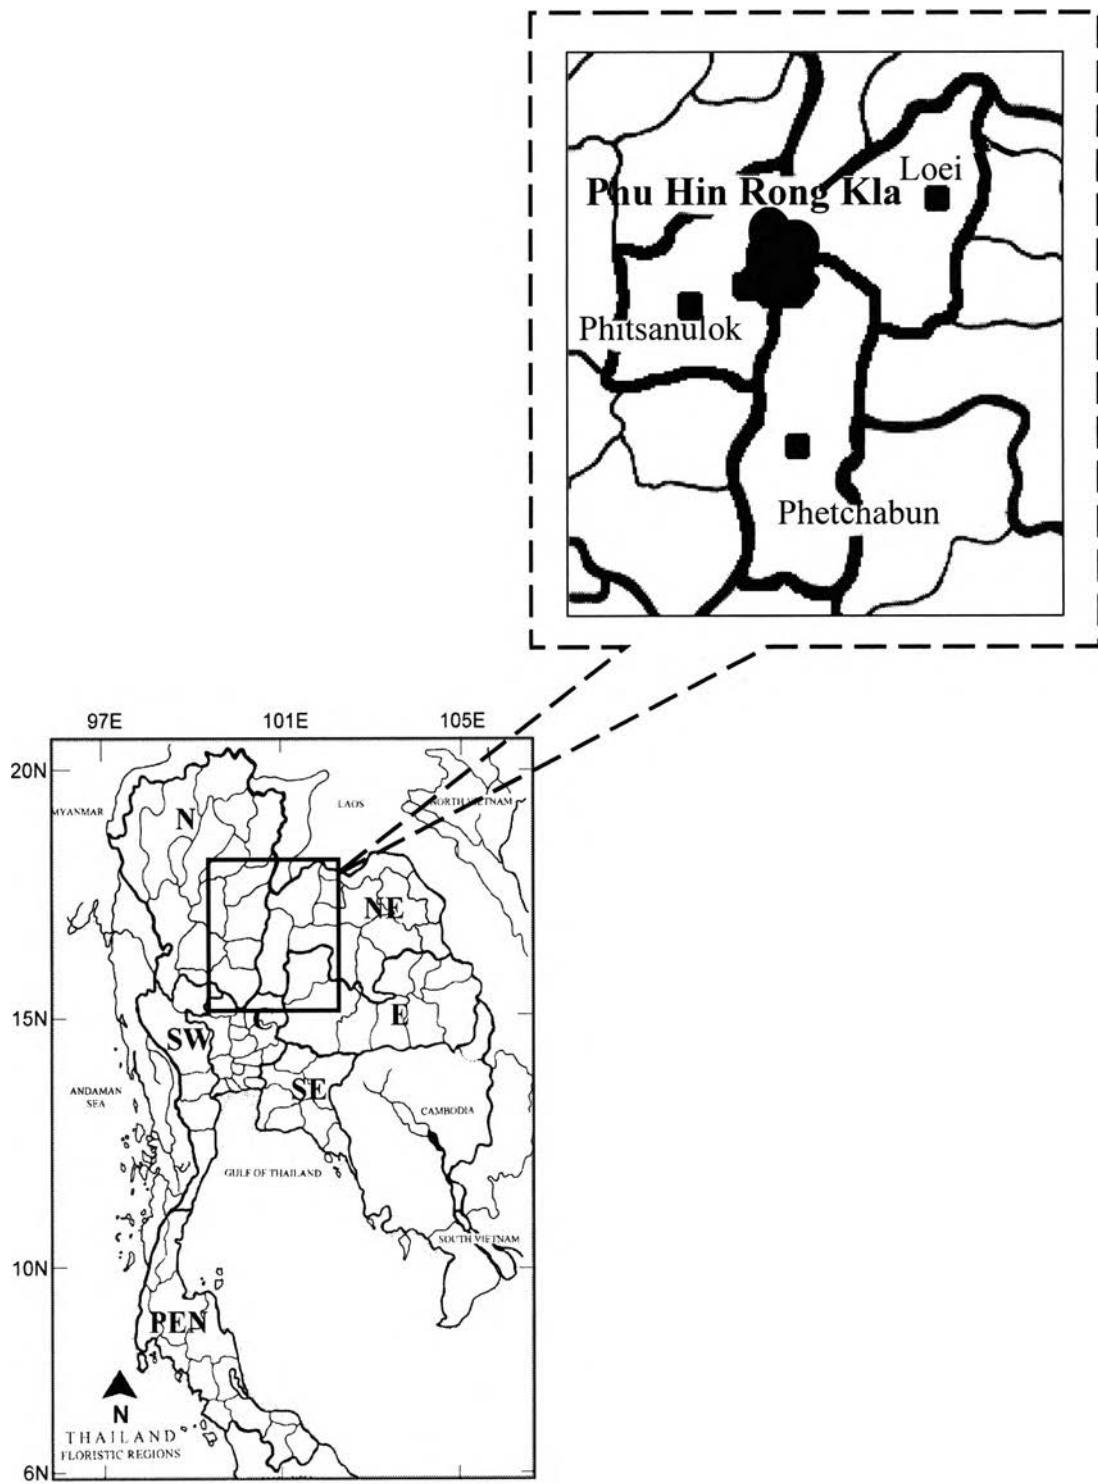 Loei
Phu Hin Rong Kla
Phitsanulok
Phetchabun
97E 101E 105E
20N
N
MYANMAR
LAOS
NORTH VIETNAM
NE
15N
E
SW
SE
ANDAMAN
SEA
CAMBODIA
GULF OF THAILAND
SOUTH VIETNAM
10N
PEN
N
THAILAND
FLORISTIC REGIONS
6N